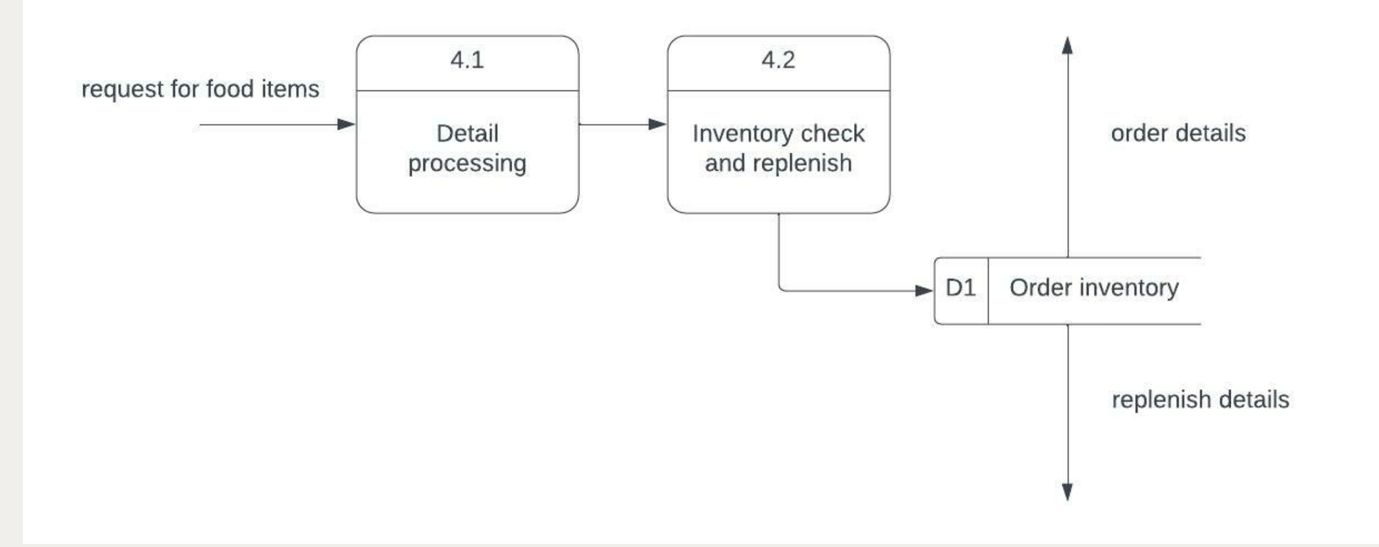 4.1
4.2
request for food items
Detail
processing
Inventory check
and replenish
order details
D1
Order inventory
replenish details